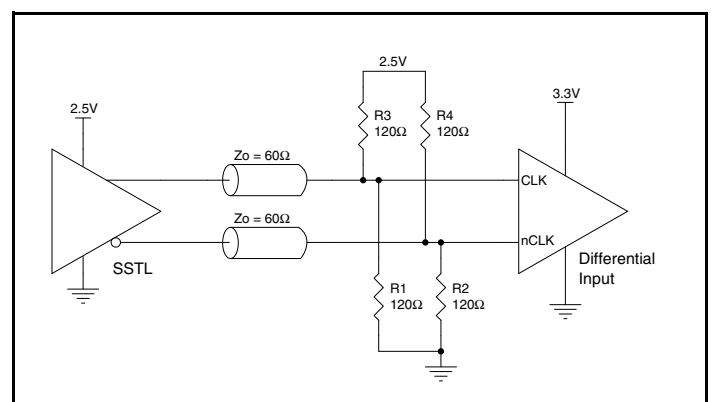 2.5V
3.3V
2.5V
R3
120Ω
R4
120Ω
Zo = 60Ω
CLK
Zo = 60Ω
nCLK
SSTL
Differential
Input
R1
120Ω
R2
120Ω